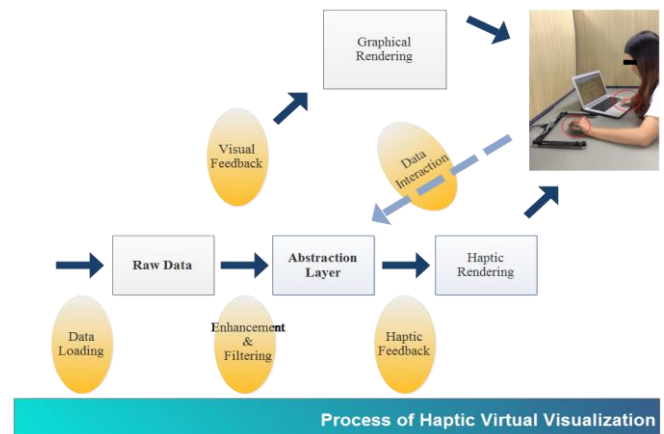 Graphical
Rendering
Visual
Feedback
Data
Interaction
Raw Data
Abstraction
Layer
Haptic
Rendering
Data
Loading
Enhancement
&
Filtering
Haptic
Feedback
Process of Haptic Virtual Visualization